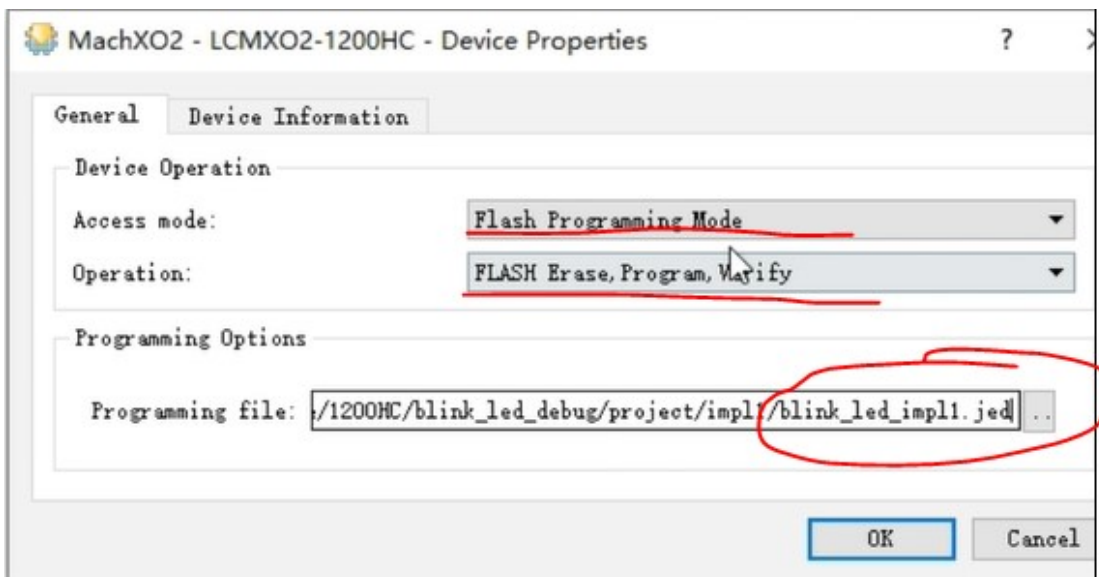 MachXO2 - LCMXO2-1200HC - Device Properties ?
General Device Information
Device Operation
Access mode: Flash Programming Mode
Operation: FLASH Erase,Program,Verify
Programming Options
Programming file: :/1200HC/blink_led_debug/project/impl1/blink_led_impl1.jed ..
OK Cancel